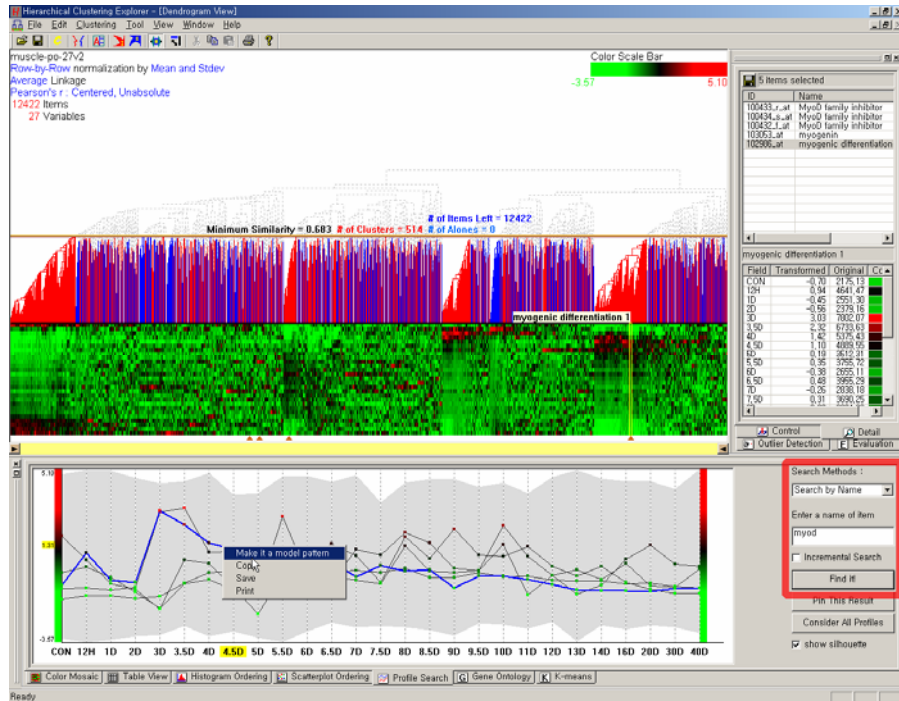 Hierarchical Clustering Explorer - [Dendrogram View]
File Edit Clustering Tool View Window Help
muscle-po-27v2
Row-by-Row normalization by Mean and Stdev
Average Linkage
Pearson's r : Centered, Unabsolute
12422 Items
27 Variables
Color Scale Bar
-3.57 5.10
# of Items Left = 12422
Minimum Similarity = 0.683 # of Clusters = 514 # of Alones = 0
myogenic differentiation 1
5 Items selected
ID Name
100433_r_at MyoD family inhibitor
100434_s_at MyoD family inhibitor
100432_f_at MyoD family inhibitor
103053_at myogenin
102986_at myogenic differentiation
myogenic differentiation 1
Field Transformed Original Cc
CON -0,70 2175,13
12H 0,94 4641,47
1D -0,45 2551,30
2D -0,56 2379,16
3D 3,03 7802,07
3,5D 2,32 6733,63
4D 1,42 5375,43
4,5D 1,10 4889,55
5D 0,19 3512,31
5,5D 0,35 3755,72
6D -0,38 2655,11
6,5D 0,48 3955,29
7D -0,26 2838,18
7,5D 0,31 3690,25
Control Detail
Outlier Detection Evaluation
5.10
1.31
-3.57
Make it a model pattern
Copy
Save
Print
CON 12H 1D 2D 3D 3.5D 4D 4.5D 5D 5.5D 6D 6.5D 7D 7.5D 8D 8.5D 9D 9.5D 10D 11D 12D 13D 14D 16D 20D 30D 40D
Search Methods :
Search by Name
Enter a name of item
myod
Incremental Search
Find it!
Pin This Result
Consider All Profiles
show silhouette
Color Mosaic Table View Histogram Ordering Scatterplot Ordering Profile Search Gene Ontology K-means
Ready